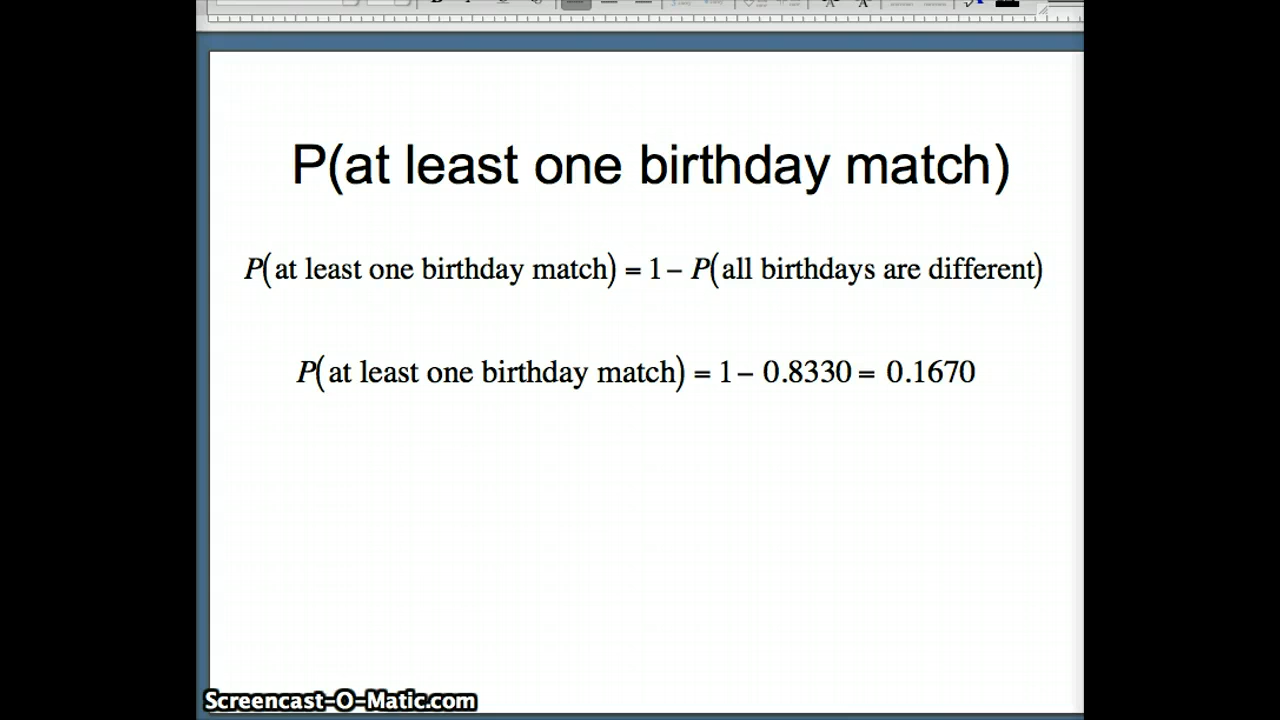 P(at least one birthday match)
P(at least one birthday match) = 1 − P(all birthdays are different)
P(at least one birthday match) = 1 − 0.8330 = 0.1670
Screencast-O-Matic.com